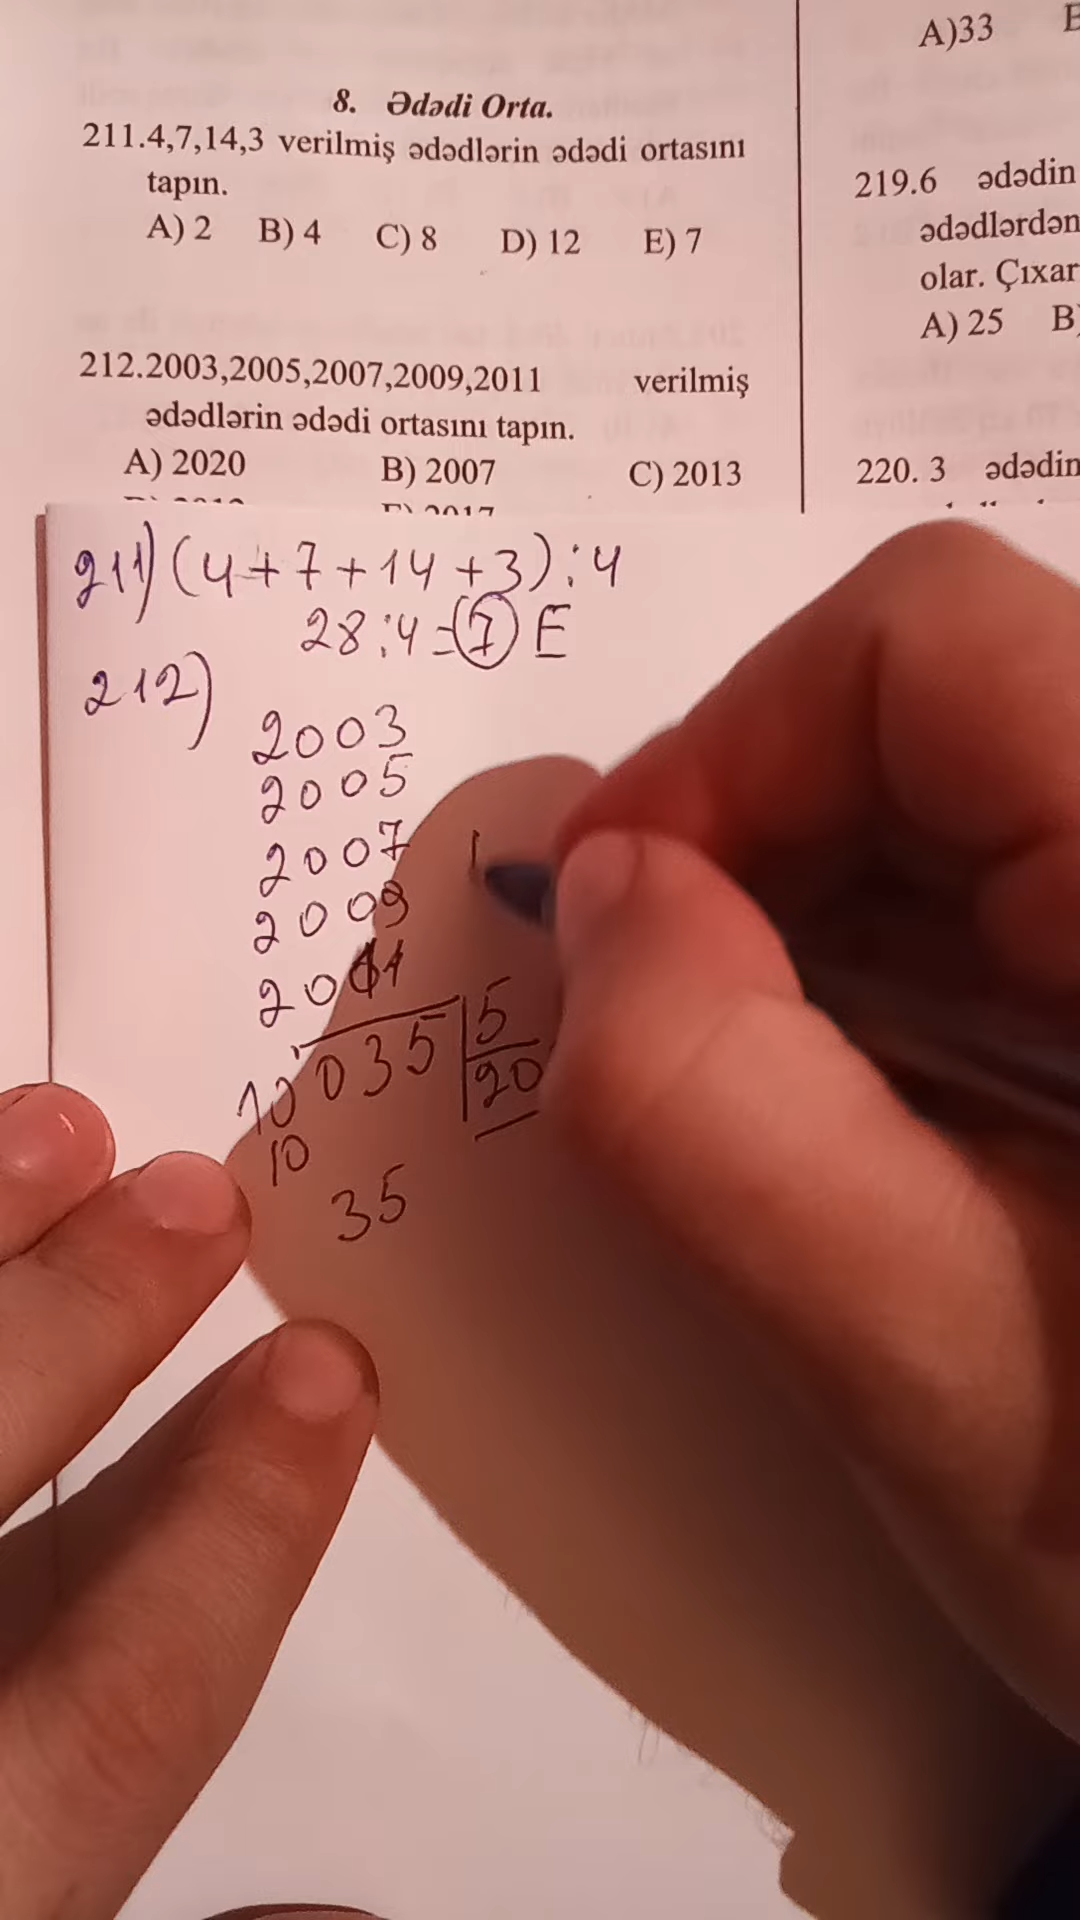 8. Ədədi Orta.
211.4,7,14,3 verilmiş ədədlərin ədədi ortasını
tapın.
A) 2 B) 4 C) 8 D) 12 E) 7
212.2003,2005,2007,2009,2011 verilmiş
ədədlərin ədədi ortasını tapın.
A) 2020 B) 2007 C) 2013
A)33
219.6 ədədin
ədədlərdən
olar. Çıxar
A) 25 B)
220. 3 ədədin
211) (4+7+14+3):4
28:4=7 E
212)
2003
2005
2007
2009
2011
10035 5
20
10
35